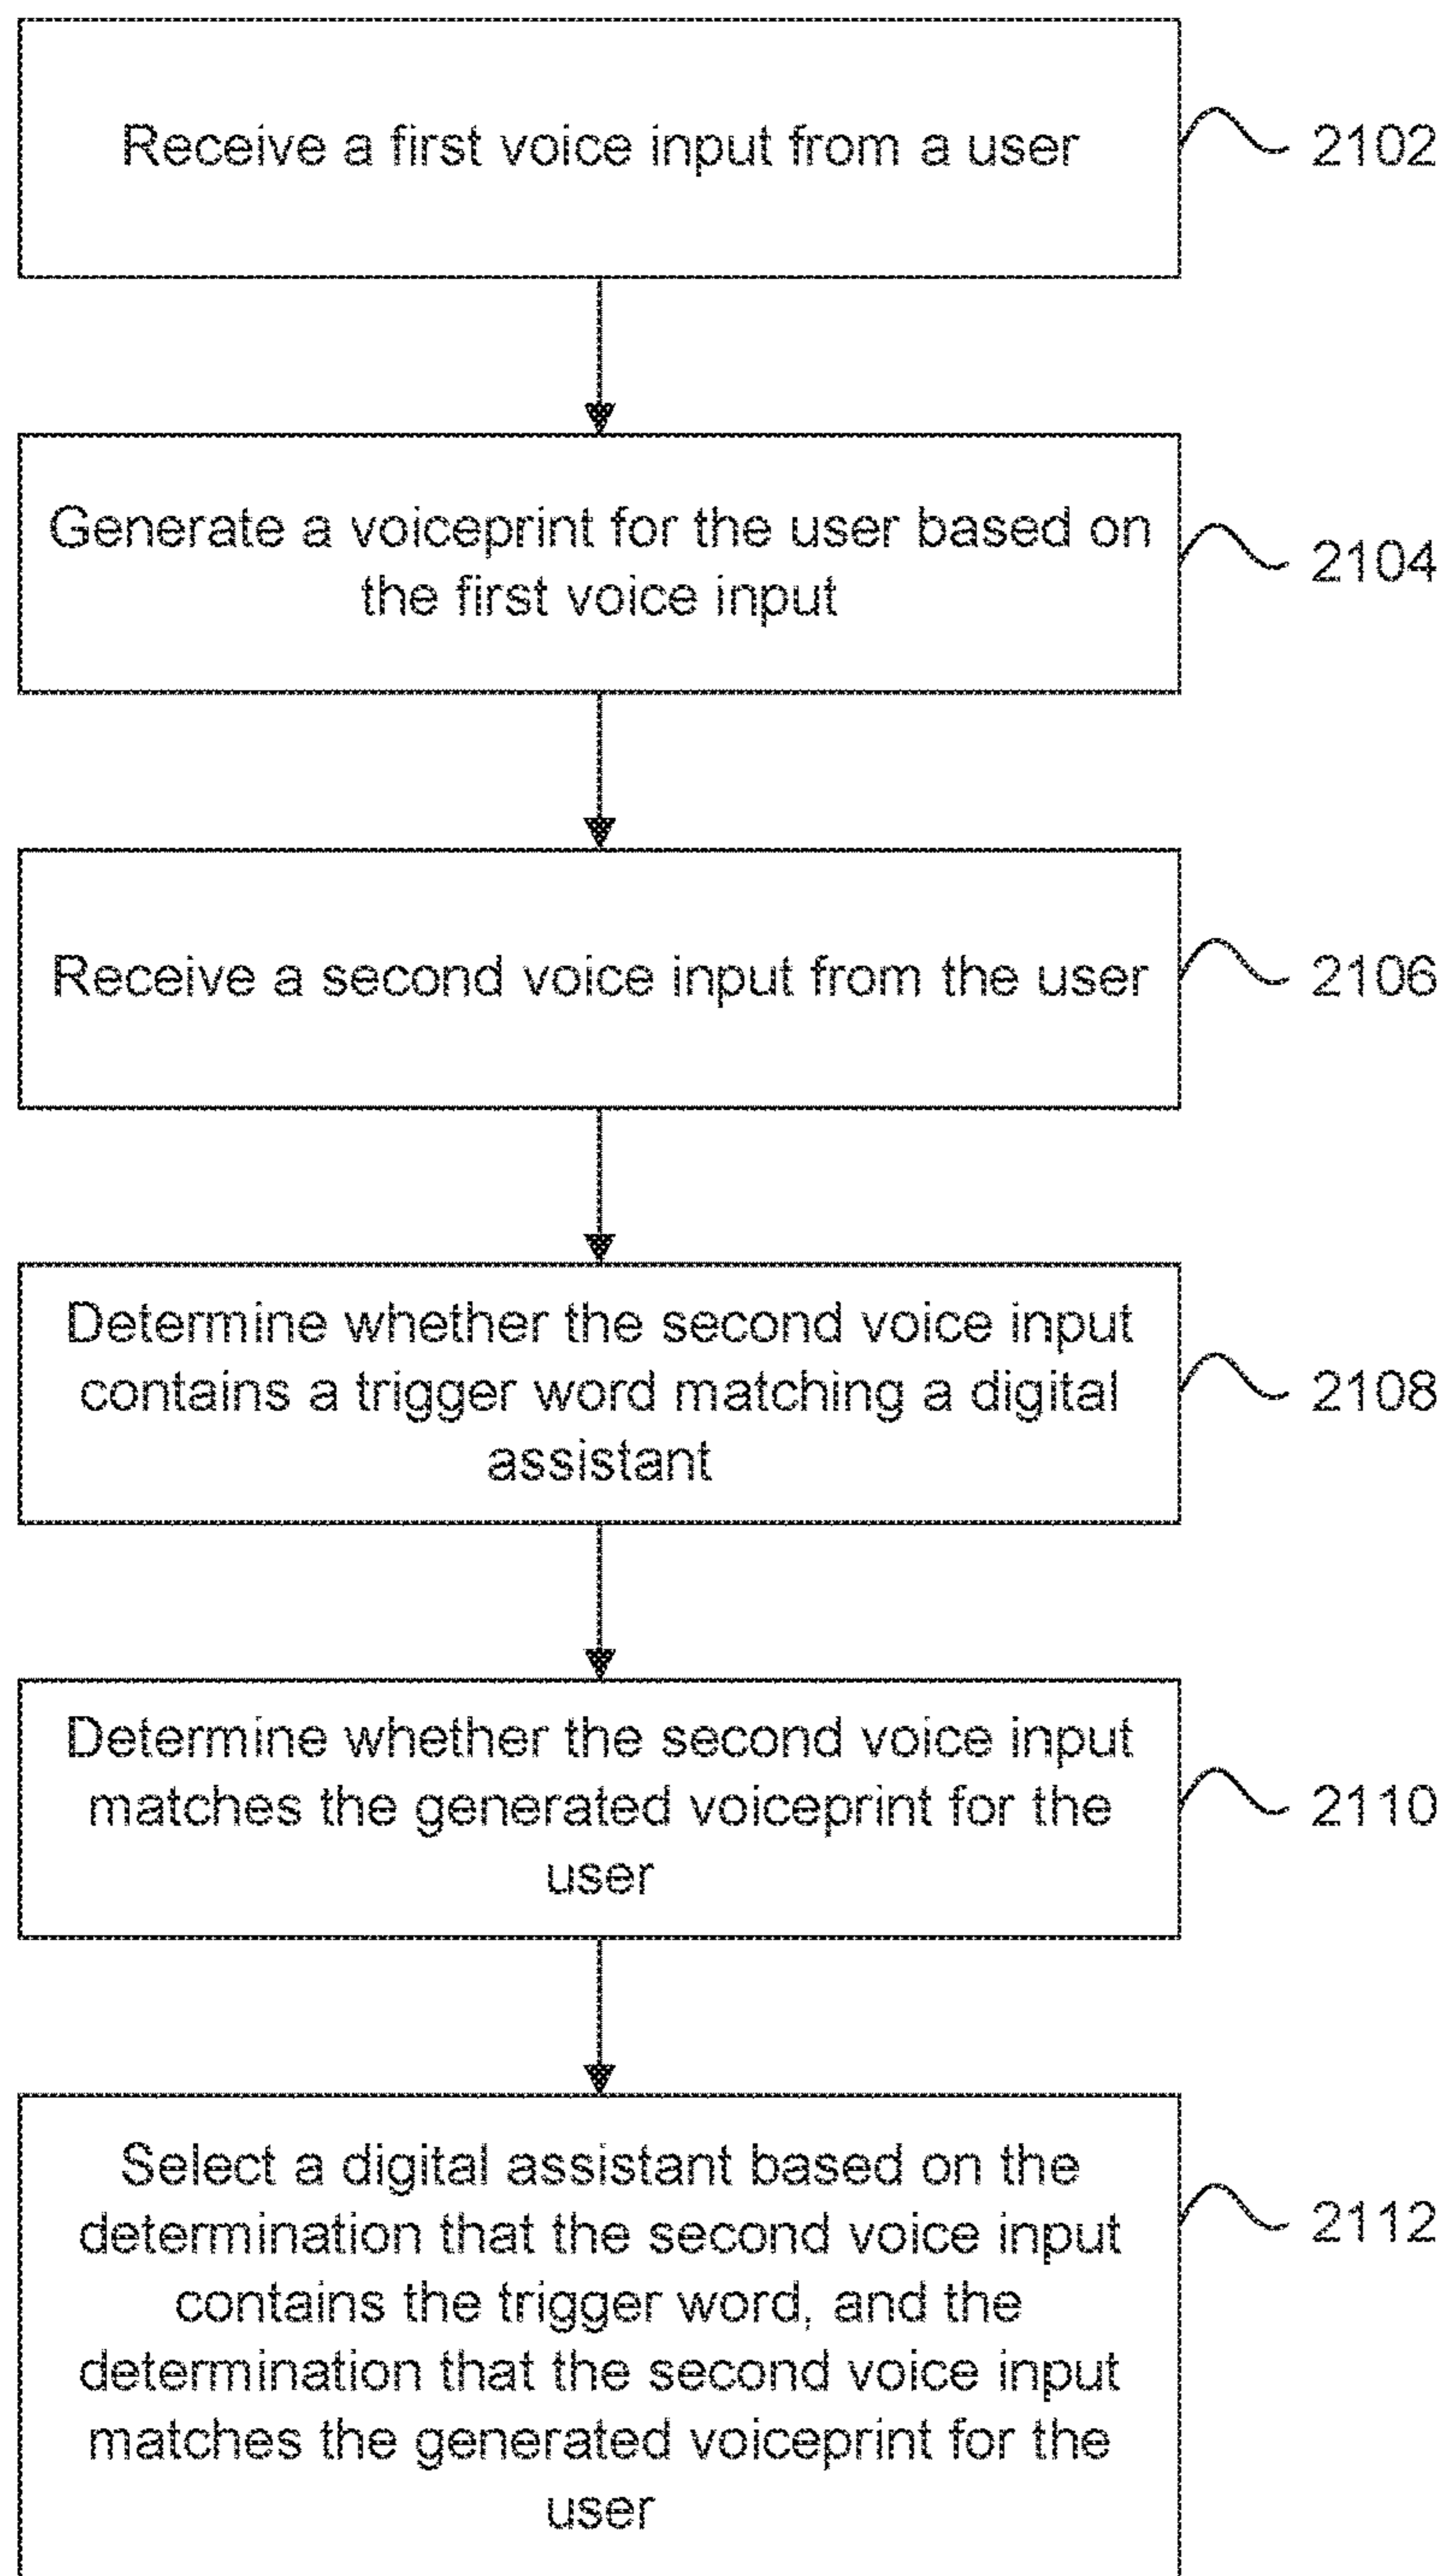 Receive a first voice input from a user
2102
Generate a voiceprint for the user based on
the first voice input
2104
Receive a second voice input from the user
2106
Determine whether the second voice input
contains a trigger word matching a digital
assistant
2108
Determine whether the second voice input
matches the generated voiceprint for the
user
2110
Select a digital assistant based on the
determination that the second voice input
contains the trigger word, and the
determination that the second voice input
matches the generated voiceprint for the
user
2112